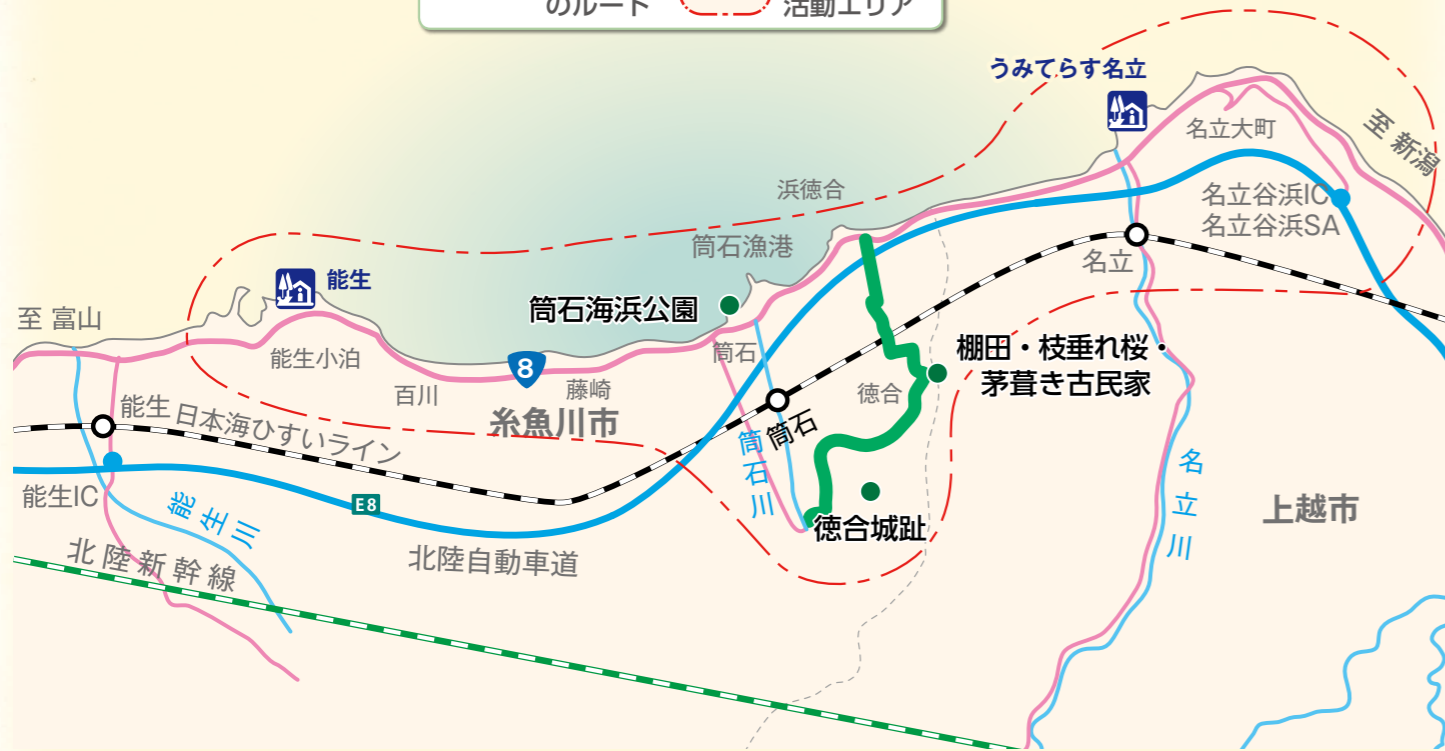 のルート 活動エリア
うみてらす名立
名立大町
至 新潟
浜徳合
名立谷浜IC
名立谷浜SA
筒石漁港
名立
能生
筒石海浜公園
至 富山
筒石
棚田・枝垂れ桜・
茅葺き古民家
能生小泊
8
百川
藤崎
徳合
糸魚川市
能生
日本海ひすいライン
筒石
筒石川
名立川
能生IC
能生川
E8
上越市
徳合城趾
北陸新幹線
北陸自動車道